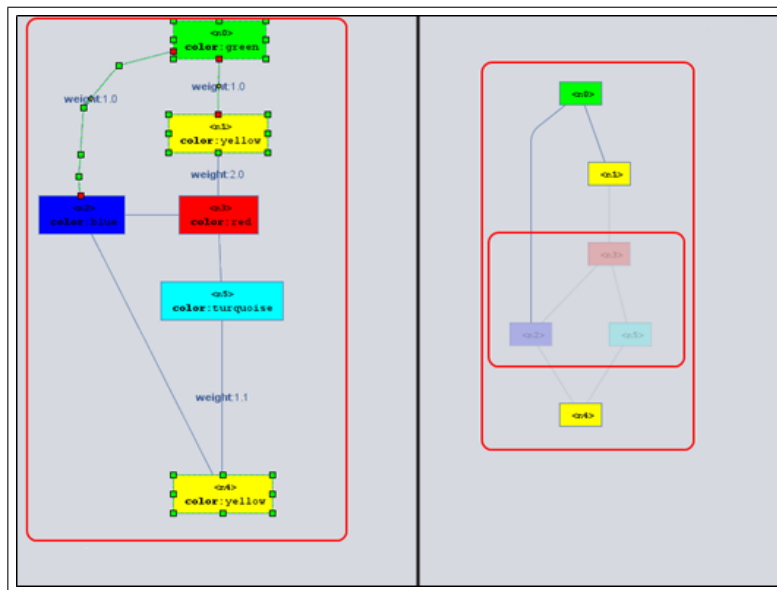 <n0>
color:green
weight:1.0
weight:1.0
<n1>
color:yellow
weight:2.0
<n2>
color:blue
<n3>
color:red
<n5>
color:turquoise
weight:1.1
<n4>
color:yellow
<n0>
<n1>
<n3>
<n2>
<n5>
<n4>